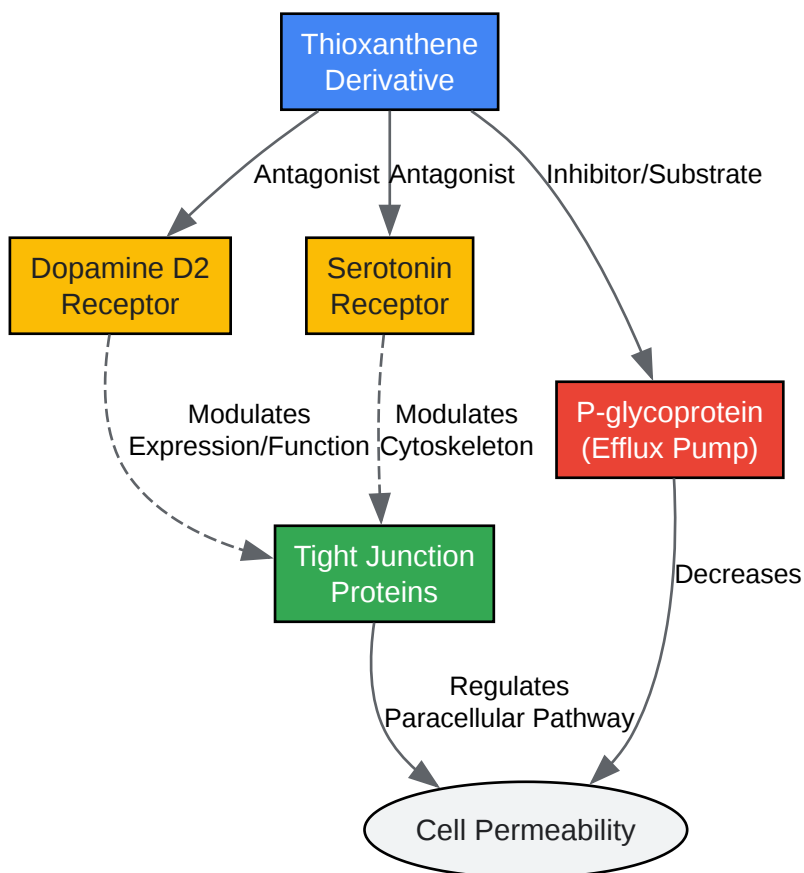 Thioxanthene
Derivative
Antagonist
Antagonist
Inhibitor/Substrate
Dopamine D2
Receptor
Serotonin
Receptor
P-glycoprotein
(Efflux Pump)
Modulates
Expression/Function
Modulates
Cytoskeleton
Tight Junction
Proteins
Decreases
Regulates
Paracellular Pathway
Cell Permeability